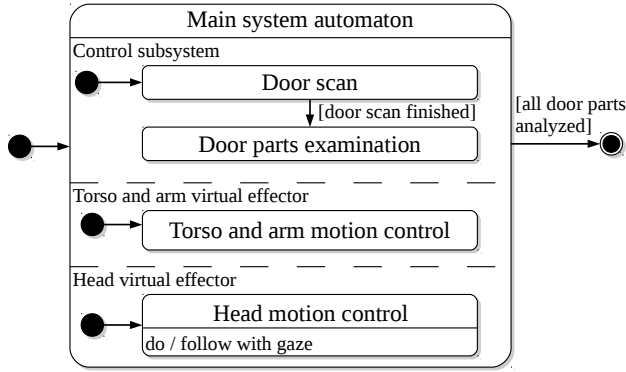 Main system automaton
Control subsystem
Door scan
[door scan finished]
[all door parts
analyzed]
Door parts examination
Torso and arm virtual effector
Torso and arm motion control
Head virtual effector
Head motion control
do / follow with gaze